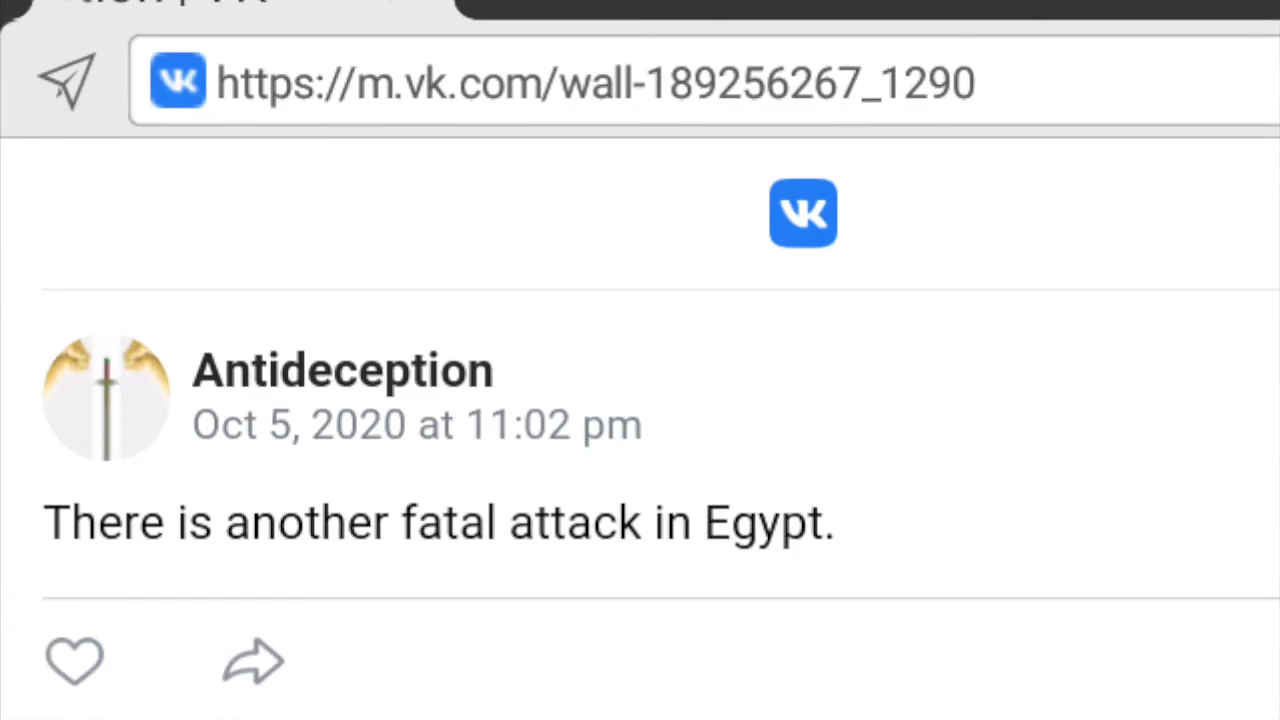 https://m.vk.com/wall-189256267_1290
Antideception
Oct 5, 2020 at 11:02 pm
There is another fatal attack in Egypt.